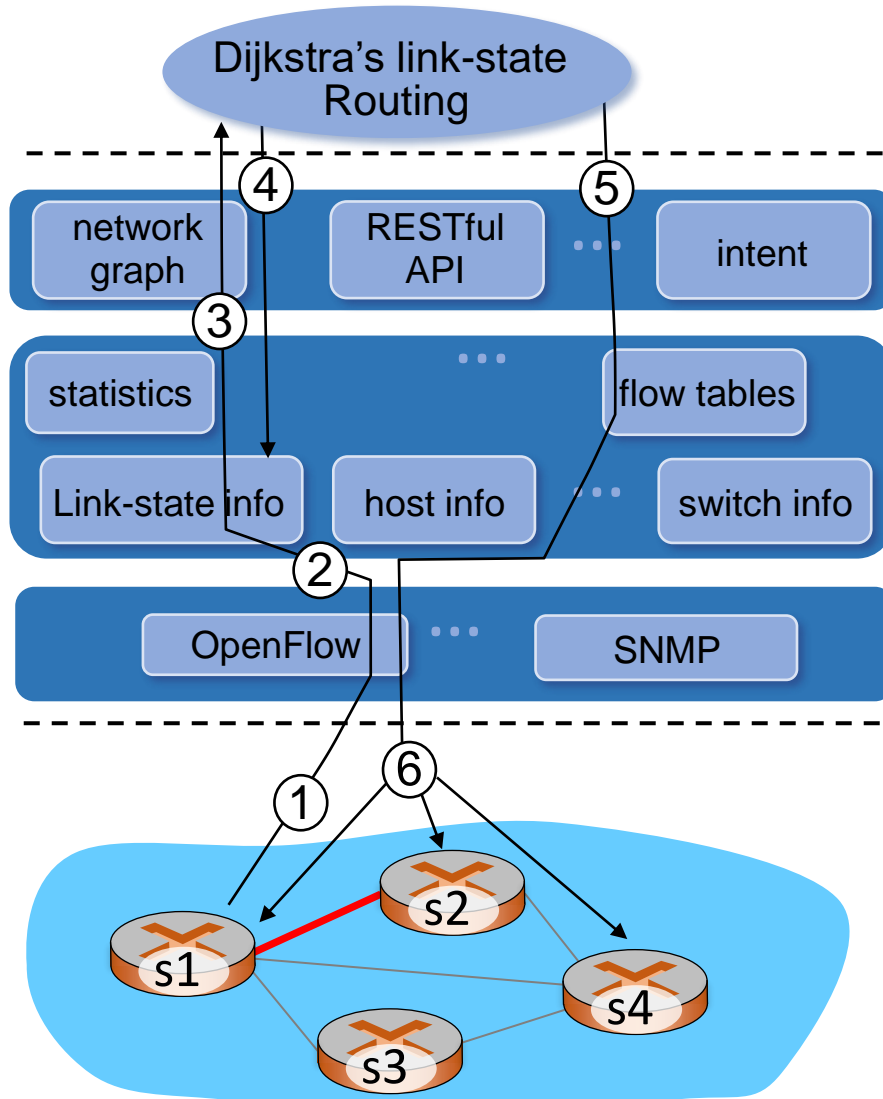 Dijkstra’s link-state
Routing
4
5
network
graph
RESTful
API
...
intent
3
statistics
...
flow tables
Link-state info
host info
...
switch info
2
OpenFlow
...
SNMP
1
6
s2
s1
s4
s3